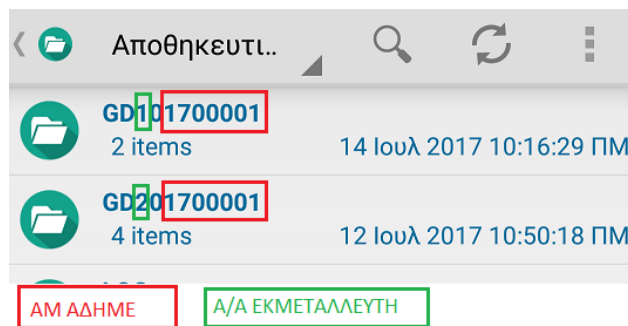 Αποθηκευτι..
GD101700001
2 items 14 Ιουλ 2017 10:16:29 ΠΜ
GD201700001
4 items 12 Ιουλ 2017 10:50:18 ΠΜ
ΑΜ ΑΔΗΜΕ Α/Α ΕΚΜΕΤΑΛΛΕΥΤΗ